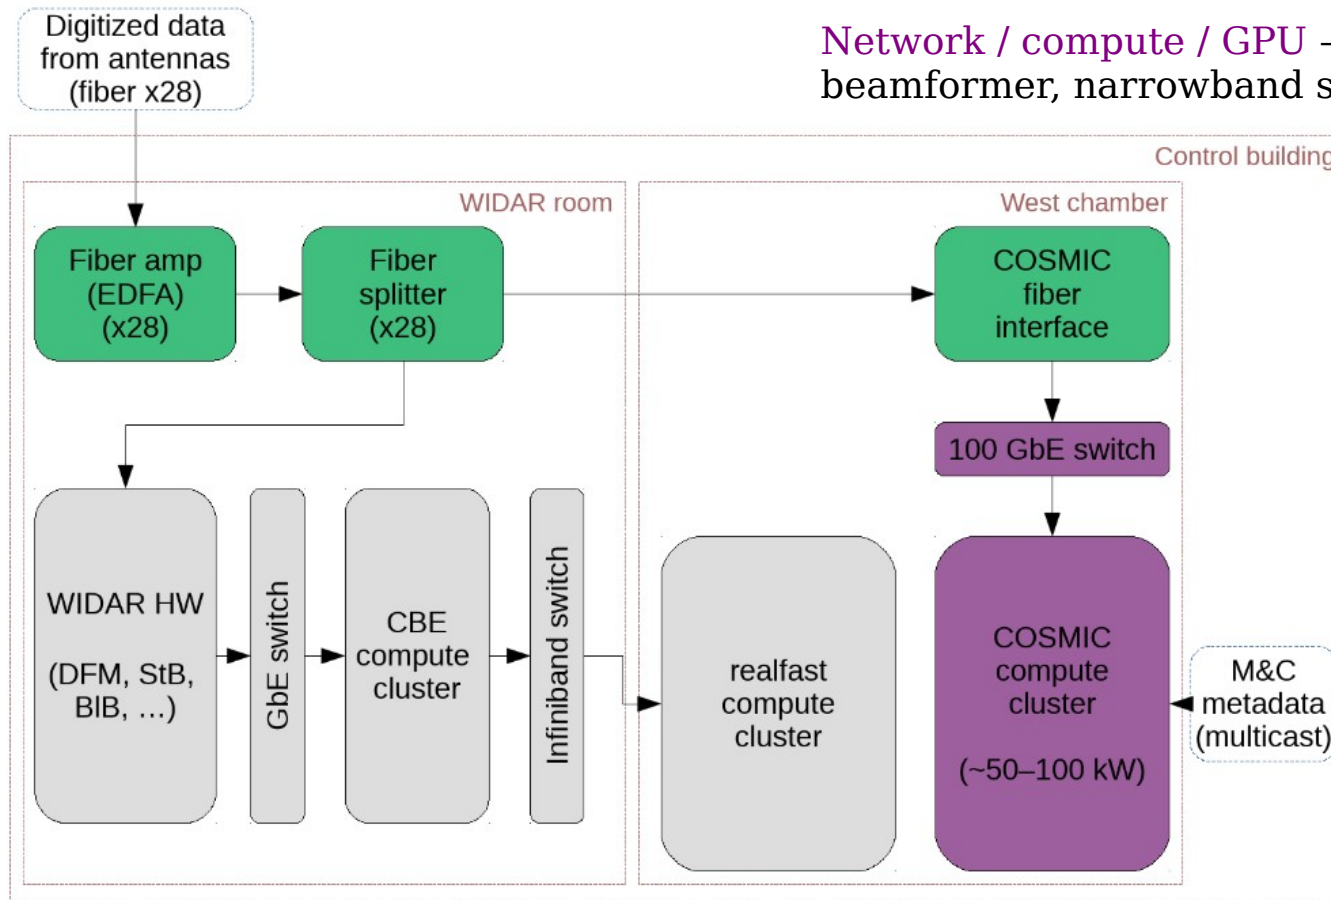 Digitized data
from antennas
(fiber x28)
Network / compute / GPU –
beamformer, narrowband s
Control building
WIDAR room
West chamber
Fiber amp
(EDFA)
(x28)
Fiber
splitter
(x28)
COSMIC
fiber
interface
100 GbE switch
WIDAR HW
(DFM, StB,
BlB, …)
GbE switch
CBE
compute
cluster
Infiniband switch
realfast
compute
cluster
COSMIC
compute
cluster
(~50–100 kW)
M&C
metadata
(multicast)